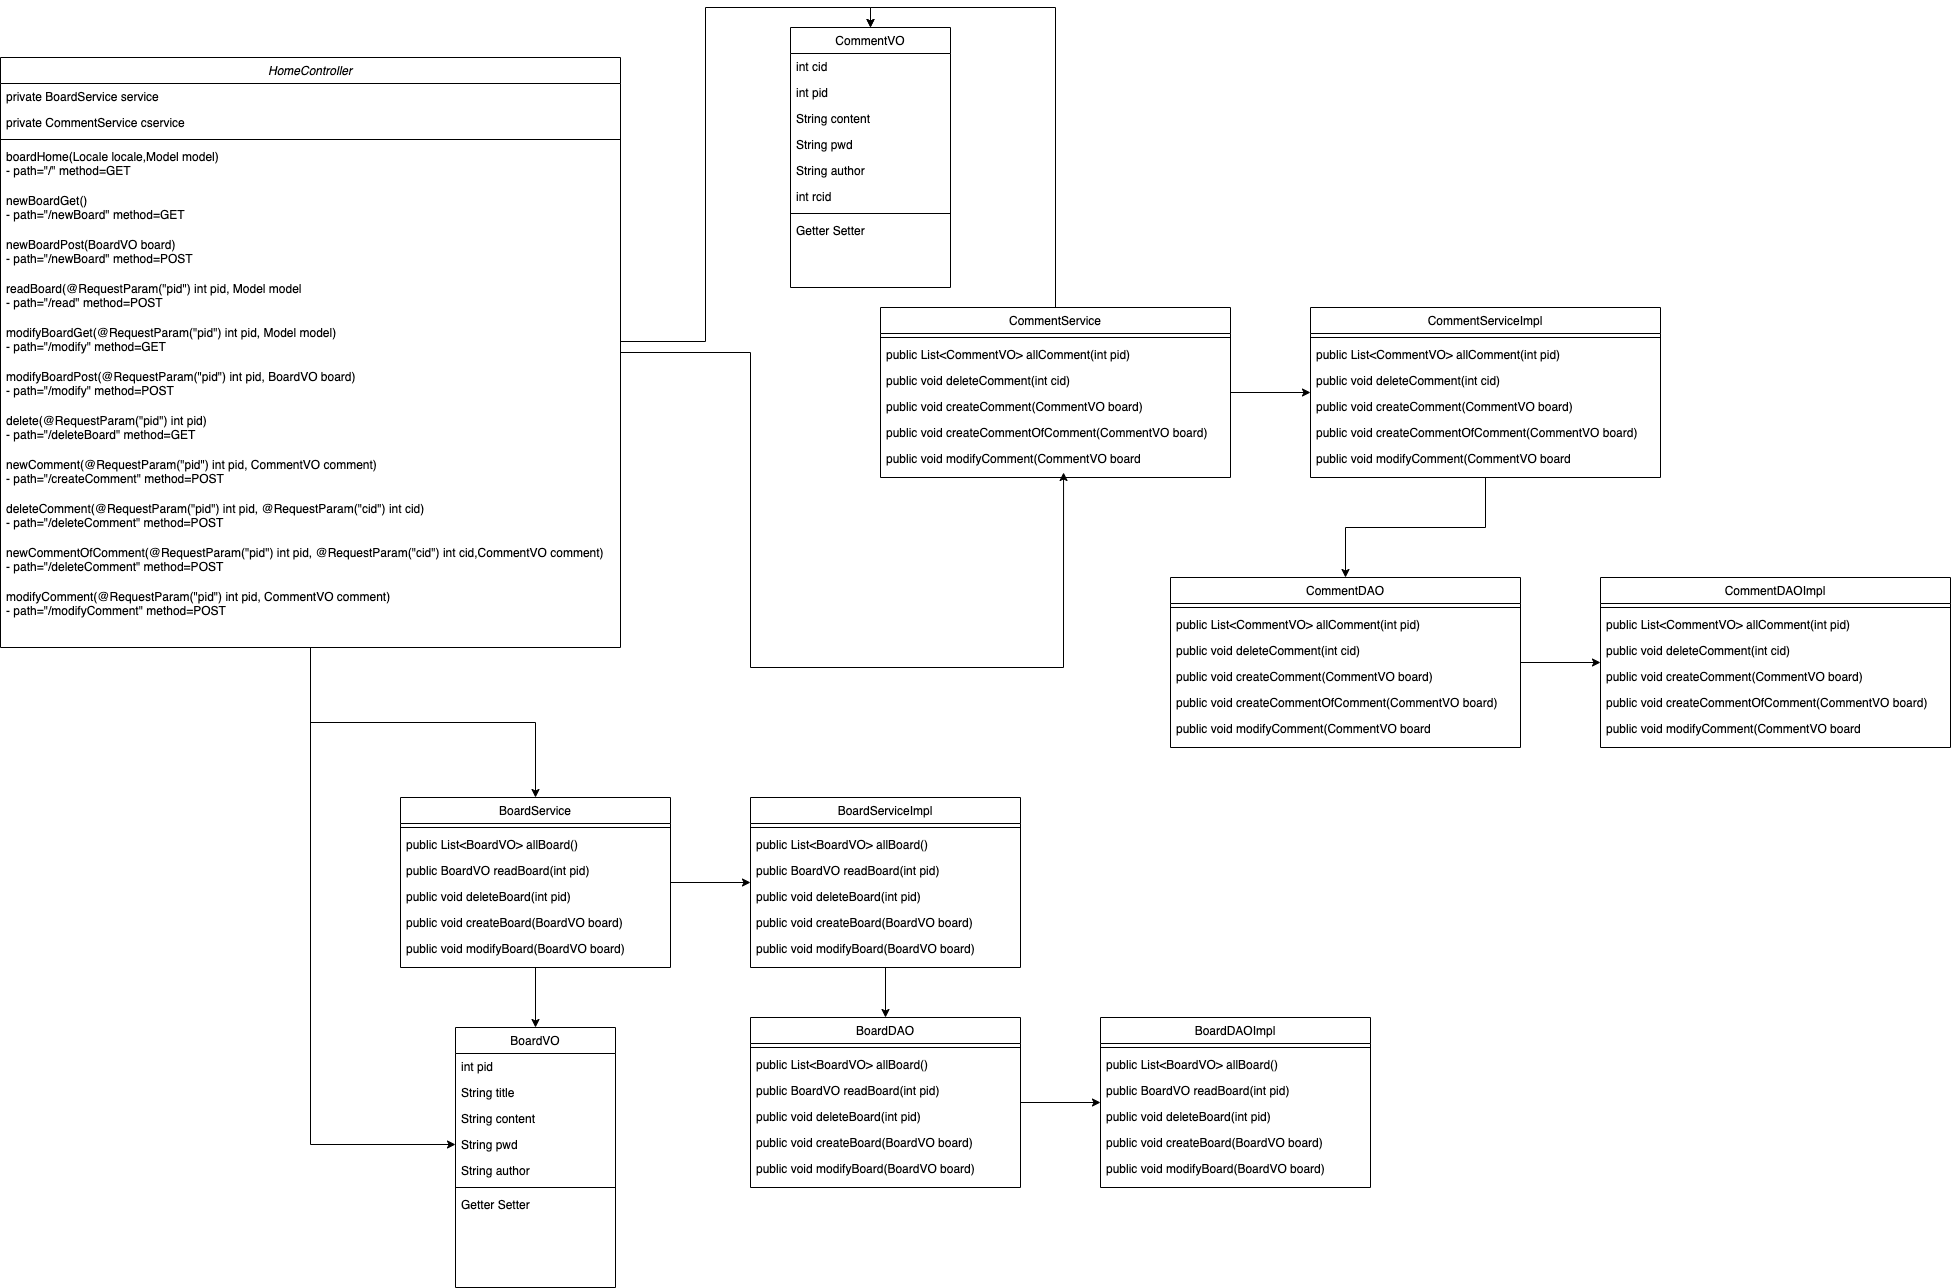 HomeController
private BoardService service
private CommentService cservice
boardHome(Locale locale,Model model)
- path="/" method=GET
newBoardGet()
- path="/newBoard" method=GET
newBoardPost(BoardVO board)
- path="/newBoard" method=POST
readBoard(@RequestParam("pid") int pid, Model model
- path="/read" method=POST
modifyBoardGet(@RequestParam("pid") int pid, Model model)
- path="/modify" method=GET
modifyBoardPost(@RequestParam("pid") int pid, BoardVO board)
- path="/modify" method=POST
delete(@RequestParam("pid") int pid)
- path="/deleteBoard" method=GET
newComment(@RequestParam("pid") int pid, CommentVO comment)
- path="/createComment" method=POST
deleteComment(@RequestParam("pid") int pid, @RequestParam("cid") int cid)
- path="/deleteComment" method=POST
newCommentOfComment(@RequestParam("pid") int pid, @RequestParam("cid") int cid,CommentVO comment)
- path="/deleteComment" method=POST
modifyComment(@RequestParam("pid") int pid, CommentVO comment)
- path="/modifyComment" method=POST
CommentVO
int cid
int pid
String content
String pwd
String author
int rcid
Getter Setter
CommentService
public List<CommentVO> allComment(int pid)
public void deleteComment(int cid)
public void createComment(CommentVO board)
public void createCommentOfComment(CommentVO board)
public void modifyComment(CommentVO board
CommentServiceImpl
public List<CommentVO> allComment(int pid)
public void deleteComment(int cid)
public void createComment(CommentVO board)
public void createCommentOfComment(CommentVO board)
public void modifyComment(CommentVO board
CommentDAO
public List<CommentVO> allComment(int pid)
public void deleteComment(int cid)
public void createComment(CommentVO board)
public void createCommentOfComment(CommentVO board)
public void modifyComment(CommentVO board
CommentDAOImpl
public List<CommentVO> allComment(int pid)
public void deleteComment(int cid)
public void createComment(CommentVO board)
public void createCommentOfComment(CommentVO board)
public void modifyComment(CommentVO board
BoardService
public List<BoardVO> allBoard()
public BoardVO readBoard(int pid)
public void deleteBoard(int pid)
public void createBoard(BoardVO board)
public void modifyBoard(BoardVO board)
BoardServiceImpl
public List<BoardVO> allBoard()
public BoardVO readBoard(int pid)
public void deleteBoard(int pid)
public void createBoard(BoardVO board)
public void modifyBoard(BoardVO board)
BoardVO
int pid
String title
String content
String pwd
String author
Getter Setter
BoardDAO
public List<BoardVO> allBoard()
public BoardVO readBoard(int pid)
public void deleteBoard(int pid)
public void createBoard(BoardVO board)
public void modifyBoard(BoardVO board)
BoardDAOImpl
public List<BoardVO> allBoard()
public BoardVO readBoard(int pid)
public void deleteBoard(int pid)
public void createBoard(BoardVO board)
public void modifyBoard(BoardVO board)